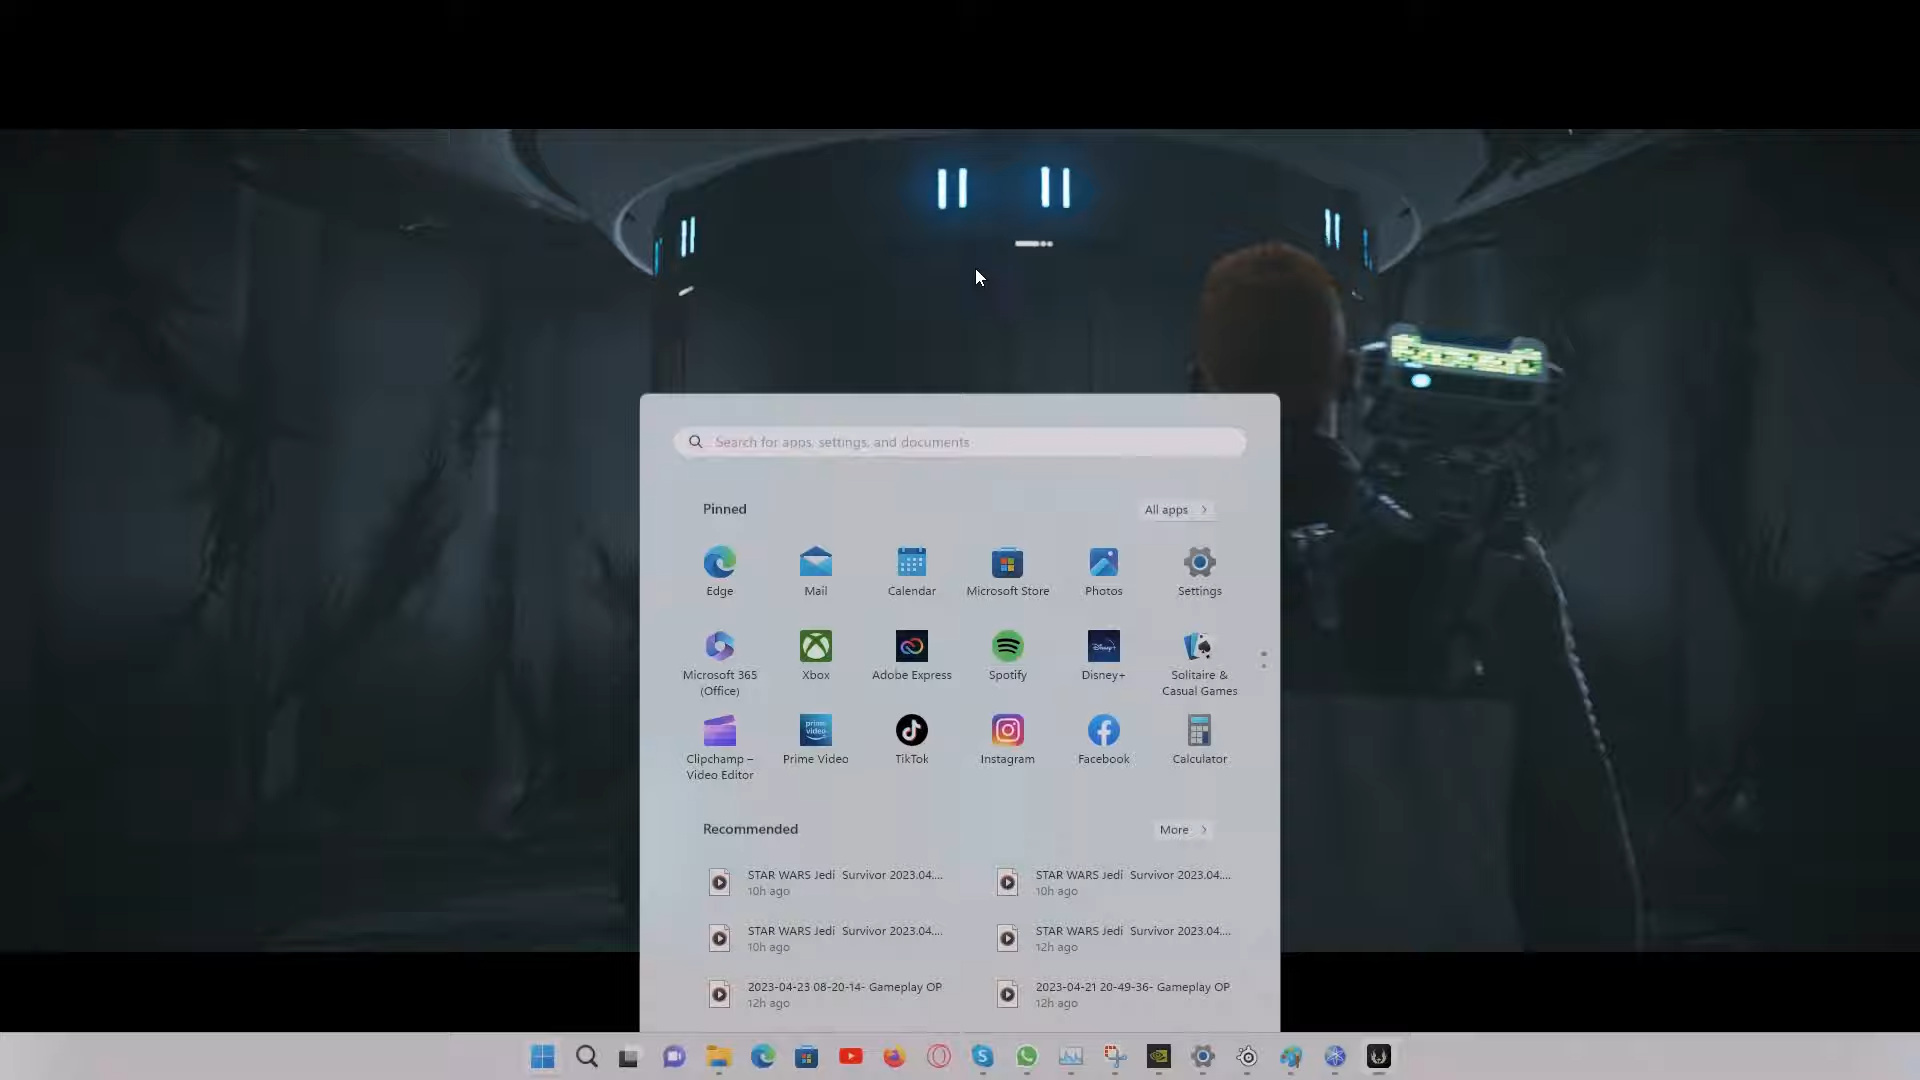 Search for apps, settings, and documents
Pinned
All apps
Edge
Mail
Calendar
Microsoft Store
Photos
Settings
Microsoft 365
(Office)
Xbox
Adobe Express
Spotify
Disney+
Disney+
Solitaire &
Casual Games
Clipchamp –
Video Editor
prime
video
Prime Video
TikTok
Instagram
Facebook
Calculator
Recommended
More
STAR WARS Jedi Survivor 2023.04....
10h ago
STAR WARS Jedi Survivor 2023.04....
10h ago
STAR WARS Jedi Survivor 2023.04....
10h ago
STAR WARS Jedi Survivor 2023.04....
12h ago
2023-04-23 08-20-14- Gameplay OP
12h ago
2023-04-21 20-49-36- Gameplay OP
12h ago